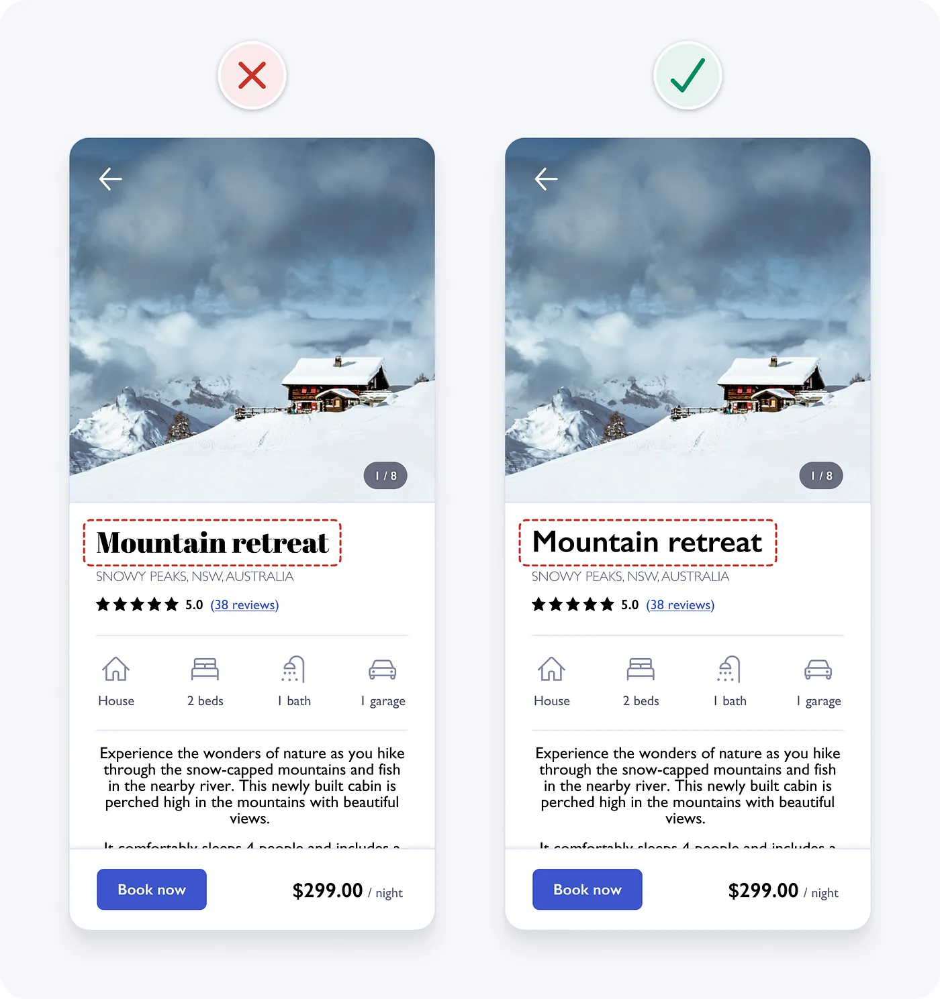 1 / 8
Mountain retreat
SNOWY PEAKS, NSW, AUSTRALIA
5.0 (38 reviews)
House
2 beds
1 bath
1 garage
Experience the wonders of nature as you hike
through the snow-capped mountains and fish
in the nearby river. This newly built cabin is
perched high in the mountains with beautiful
views.
It comfortably sleeps 4 people and includes a
Book now
$299.00 / night
1 / 8
Mountain retreat
SNOWY PEAKS, NSW, AUSTRALIA
5.0 (38 reviews)
House
2 beds
1 bath
1 garage
Experience the wonders of nature as you hike
through the snow-capped mountains and fish
in the nearby river. This newly built cabin is
perched high in the mountains with beautiful
views.
It comfortably sleeps 4 people and includes a
Book now
$299.00 / night